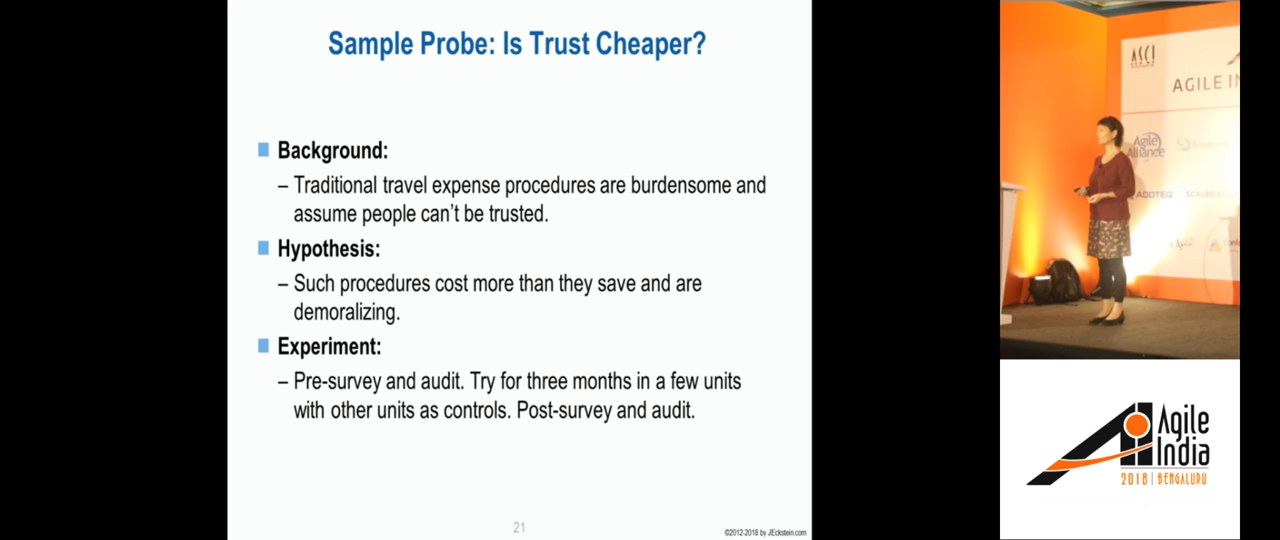 Sample Probe: Is Trust Cheaper?
Background:
– Traditional travel expense procedures are burdensome and
assume people can't be trusted.
Hypothesis:
– Such procedures cost more than they save and are
demoralizing.
Experiment:
– Pre-survey and audit. Try for three months in a few units
with other units as controls. Post-survey and audit.
21
©2012-2018 by JEckstein.com
ASCI
AGILE
Agile
Alliance
ADDTEQ
SCALED
Agile
India
2018 | BENGALURU